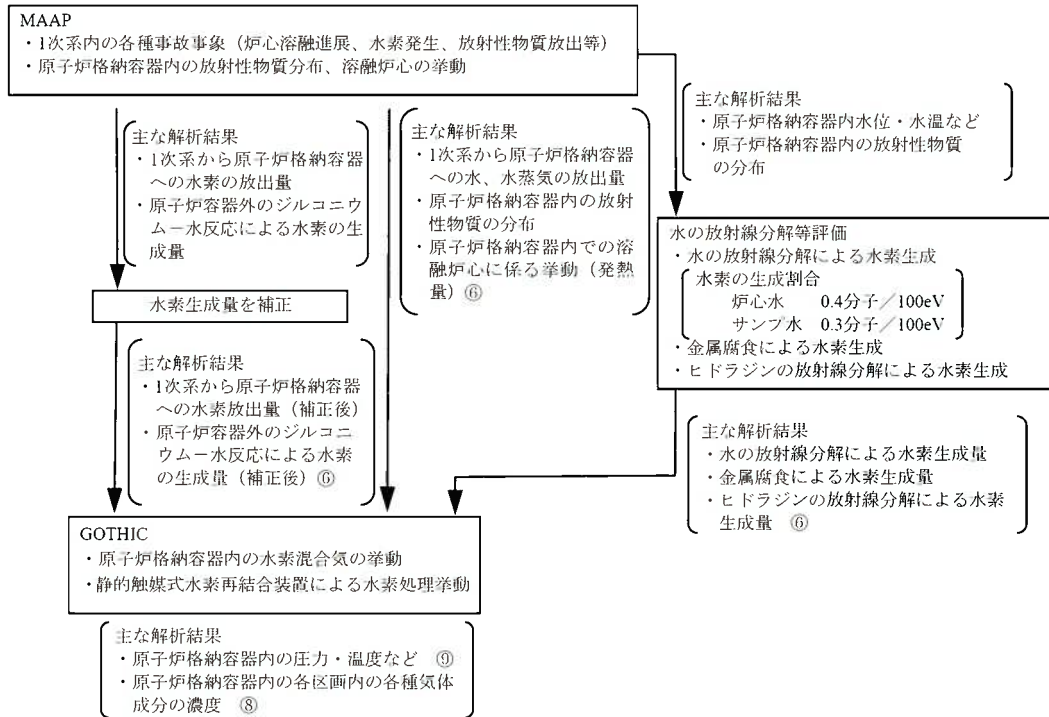 MAAP
・1次系内の各種事故事象（炉心溶融進展、水素発生、放射性物質放出等）
・原子炉格納容器内の放射性物質分布、溶融炉心の挙動
主な解析結果
・1次系から原子炉格納容器
への水素の放出量
・原子炉容器外のジルコニウ
ム－水反応による水素の生
成量
主な解析結果
・1次系から原子炉格納容器
への水、水蒸気の放出量
・原子炉格納容器内の放射
性物質の分布
・原子炉格納容器内での溶
融炉心に係る挙動（発熱
量）⑥
主な解析結果
・原子炉格納容器内水位・水温など
・原子炉格納容器内の放射性物質
の分布
水素生成量を補正
水の放射線分解等評価
・水の放射線分解による水素生成
水素の生成割合
炉心水　0.4分子／100eV
サンプ水　0.3分子／100eV
・金属腐食による水素生成
・ヒドラジンの放射線分解による水素生成
主な解析結果
・1次系から原子炉格納容器
への水素放出量（補正後）
・原子炉容器外のジルコニ
ウム－水反応による水素
の生成量（補正後）⑥
主な解析結果
・水の放射線分解による水素生成量
・金属腐食による水素生成量
・ヒドラジンの放射線分解による水素
生成量　⑥
GOTHIC
・原子炉格納容器内の水素混合気の挙動
・静的触媒式水素再結合装置による水素処理挙動
主な解析結果
・原子炉格納容器内の圧力・温度など　⑨
・原子炉格納容器内の各区画内の各種気体
成分の濃度　⑧